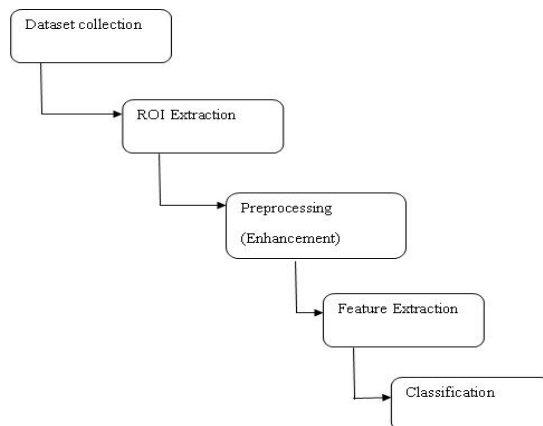 Dataset collection
ROI Extraction
Preprocessing
(Enhancement)
Feature Extraction
Classification